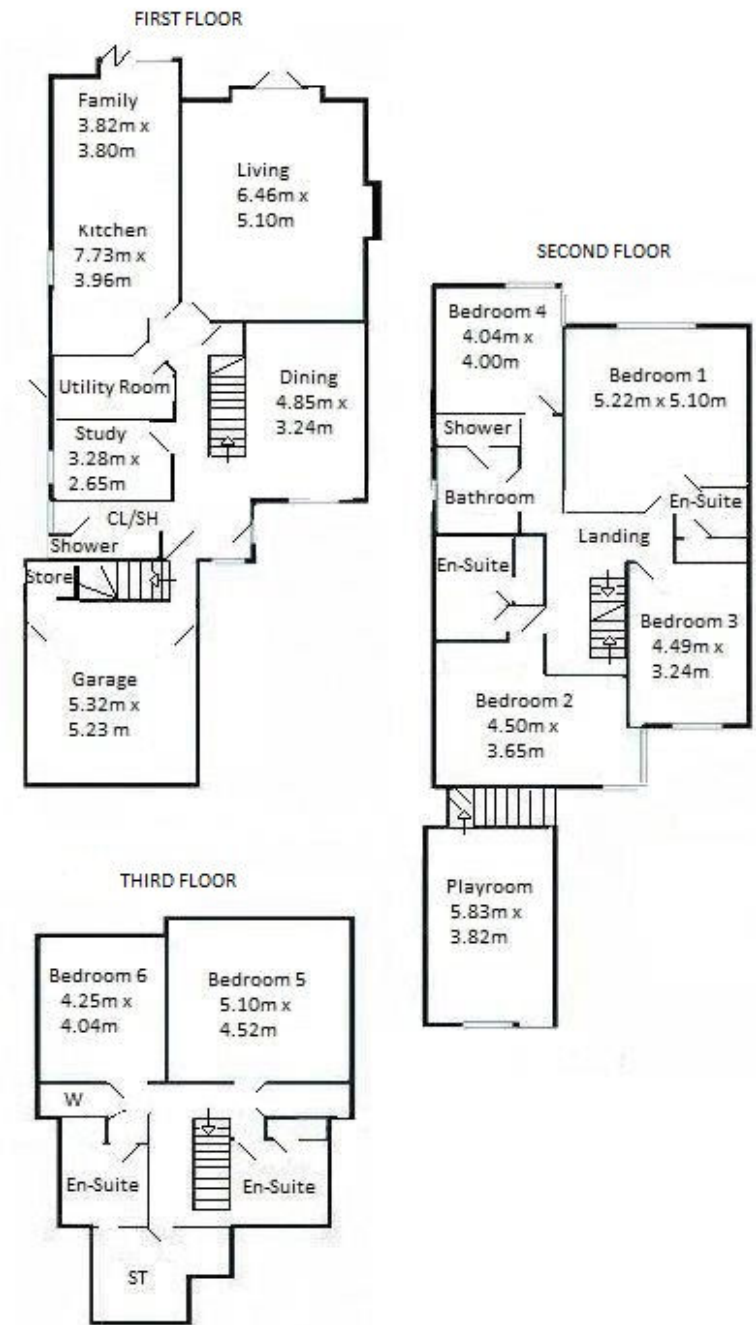 FIRST FLOOR
Family
3.82m x
3.80m
Living
6.46m x
5.10m
Kitchen
7.73m x
3.96m
Utility Room
Dining
4.85m x
3.24m
Study
3.28m x
2.65m
CL/SH
Shower
Store
Garage
5.32m x
5.23 m
SECOND FLOOR
Bedroom 4
4.04m x
4.00m
Bedroom 1
5.22m x 5.10m
Shower
Bathroom
En-Suite
Landing
En-Suite
Bedroom 3
4.49m x
3.24m
Bedroom 2
4.50m x
3.65m
Playroom
5.83m x
3.82m
THIRD FLOOR
Bedroom 6
4.25m x
4.04m
Bedroom 5
5.10m x
4.52m
W
En-Suite
En-Suite
ST